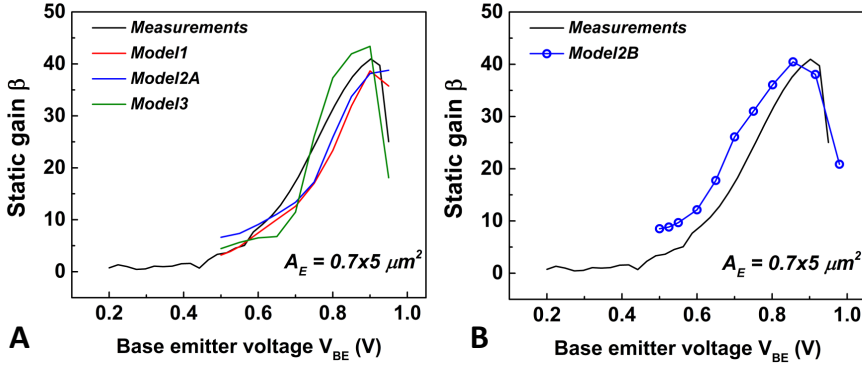 50
40
30
20
10
0
Static gain β
Measurements
Model1
Model2A
Model3
A_E = 0.7x5 μm²
0.2 0.4 0.6 0.8 1.0
Base emitter voltage V_BE (V)
A
50
40
30
20
10
0
Static gain β
Measurements
Model2B
A_E = 0.7x5 μm²
0.2 0.4 0.6 0.8 1.0
Base emitter voltage V_BE (V)
B